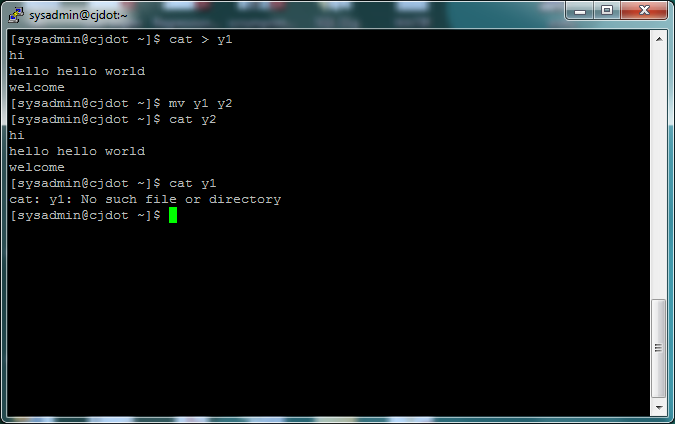 sysadmin@cjdot:~
[sysadmin@cjdot ~]$ cat > y1
hi
hello hello world
welcome
[sysadmin@cjdot ~]$ mv y1 y2
[sysadmin@cjdot ~]$ cat y2
hi
hello hello world
welcome
[sysadmin@cjdot ~]$ cat y1
cat: y1: No such file or directory
[sysadmin@cjdot ~]$